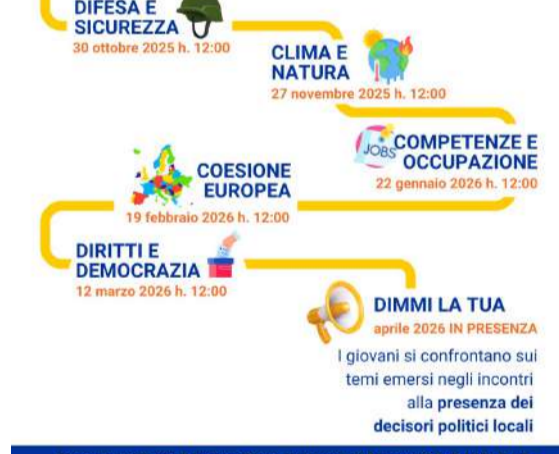 DIFESA E
SICUREZZA
30 ottobre 2025 h. 12:00
CLIMA E
NATURA
27 novembre 2025 h. 12:00
JOBS
COMPETENZE E
OCCUPAZIONE
22 gennaio 2026 h. 12:00
COESIONE
EUROPEA
19 febbraio 2026 h. 12:00
DIRITTI E
DEMOCRAZIA
12 marzo 2026 h. 12:00
DIMMI LA TUA
aprile 2026 IN PRESENZA
I giovani si confrontano sui
temi emersi negli incontri
alla presenza dei
decisori politici locali